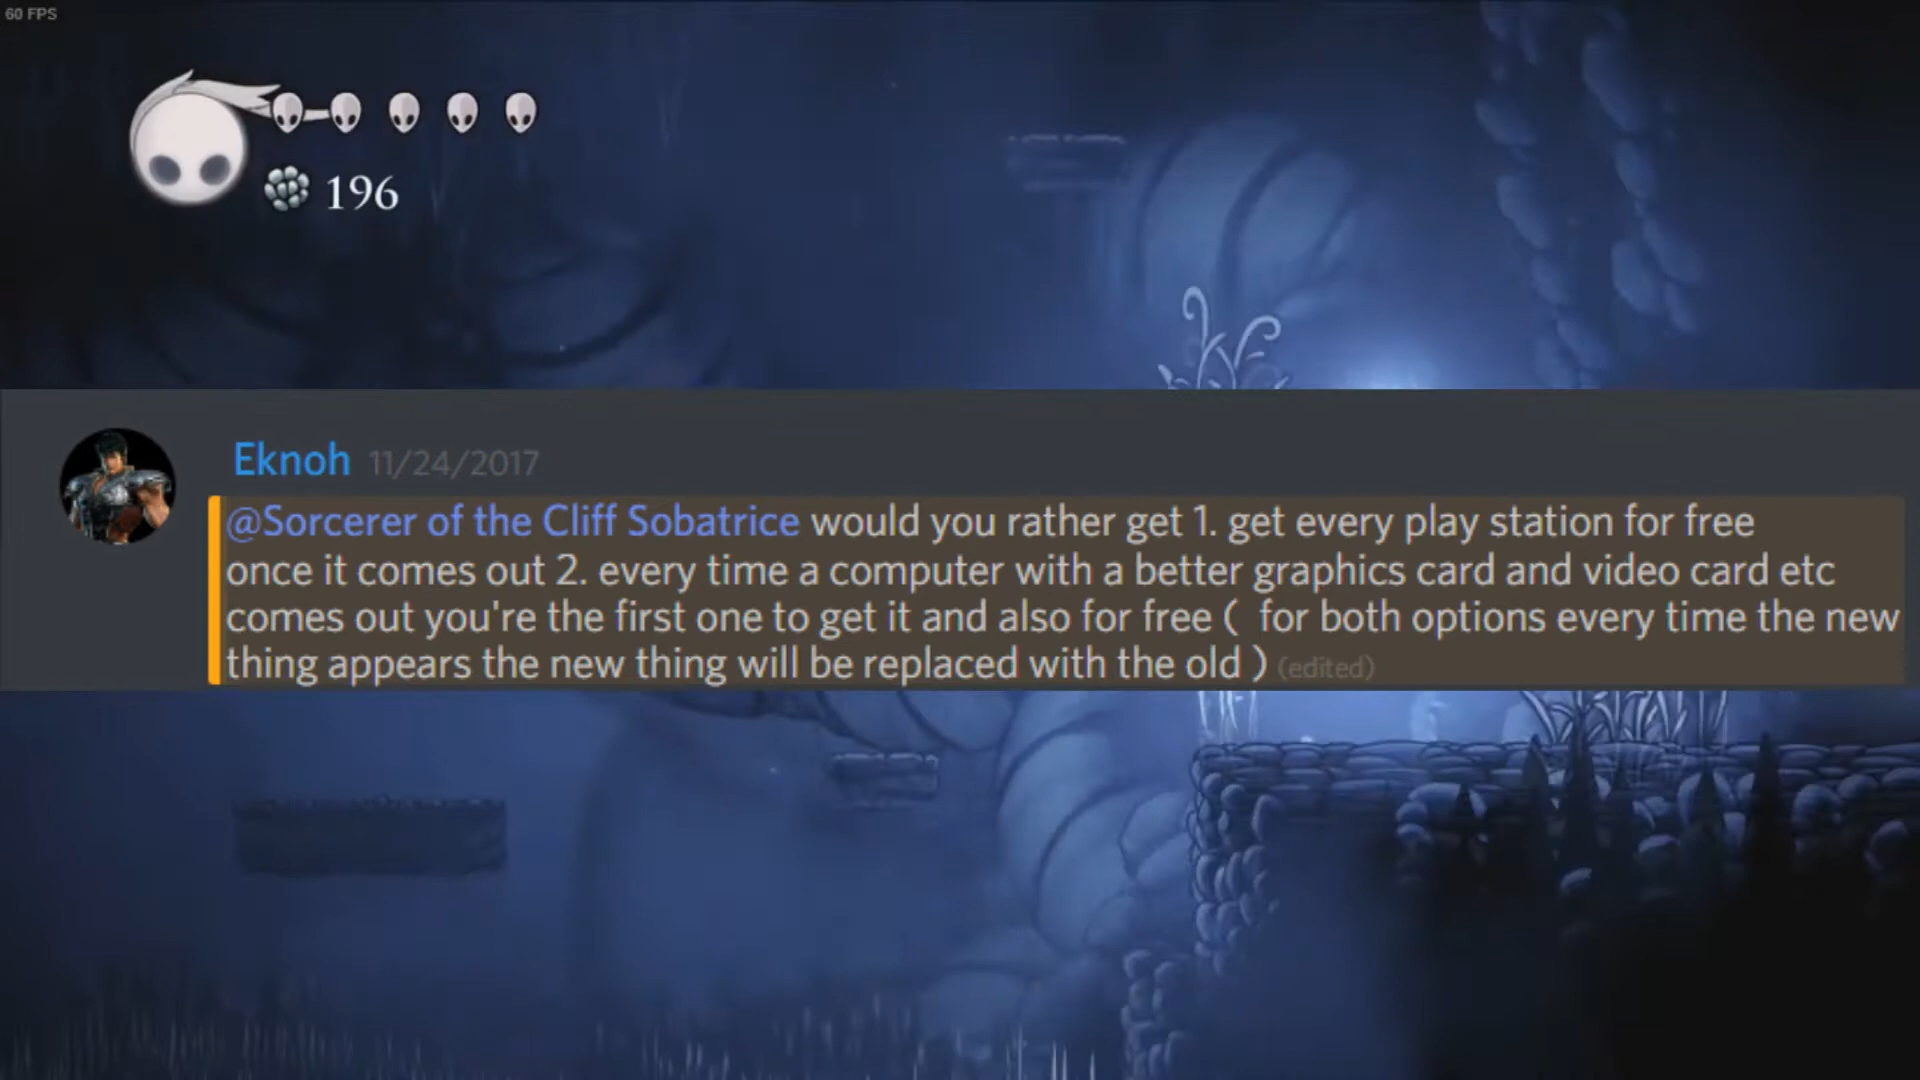 60 FPS
196
Eknoh 11/24/2017
@Sorcerer of the Cliff Sobatrice would you rather get 1. get every play station for free
once it comes out 2. every time a computer with a better graphics card and video card etc
comes out you're the first one to get it and also for free ( for both options every time the new
thing appears the new thing will be replaced with the old ) (edited)